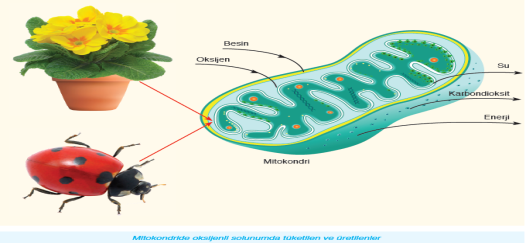 Besin
Oksijen
Su
Karbondioksit
Enerji
Mitokondri
Mitokondride oksijenli solunumda tüketilen ve üretilenler